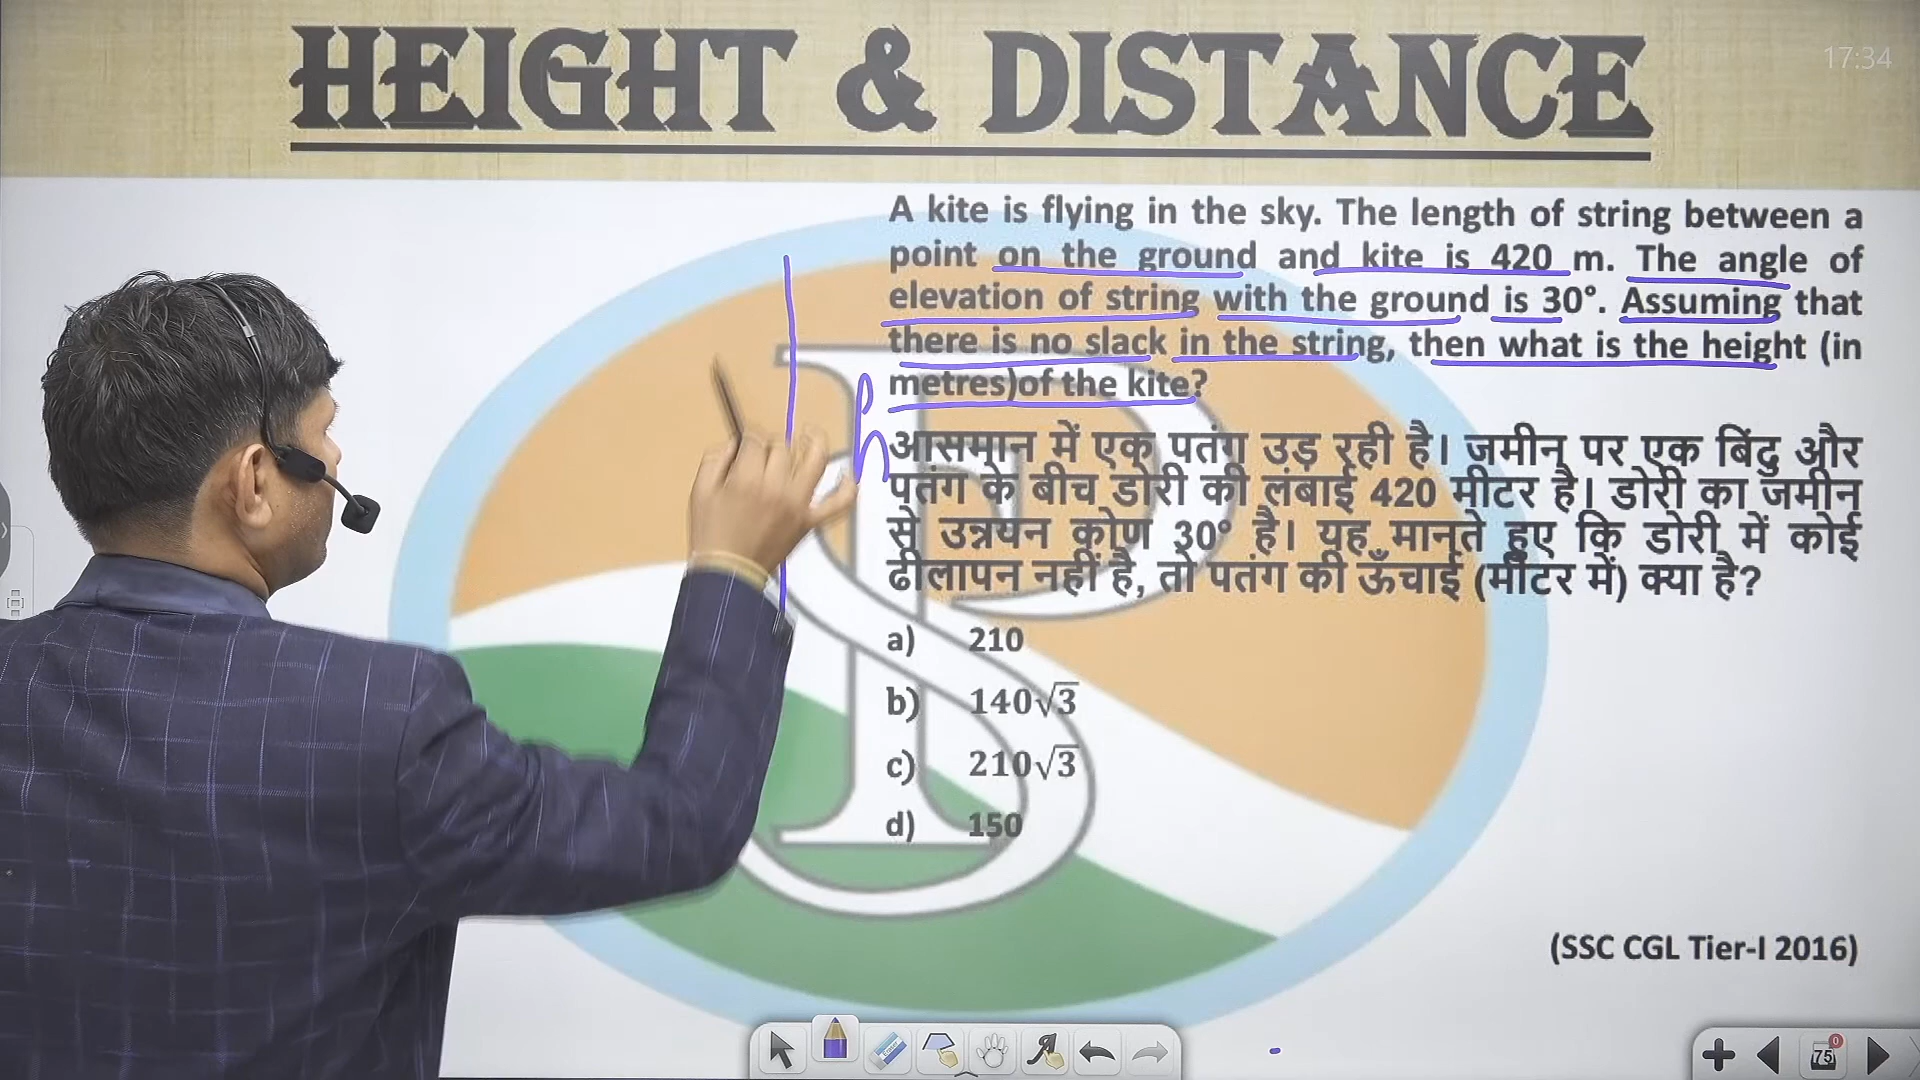 HEIGHT & DISTANCE
17:34
A kite is flying in the sky. The length of string between a
point on the ground and kite is 420 m. The angle of
elevation of string with the ground is 30°. Assuming that
there is no slack in the string, then what is the height (in
metres)of the kite?
h
आसमान में एक पतंग उड़ रही है। जमीन पर एक बिंदु और
पतंग के बीच डोरी की लंबाई 420 मीटर है। डोरी का जमीन
से उन्नयन कोण 30° है। यह मानते हुए कि डोरी में कोई
ढीलापन नहीं है, तो पतंग की ऊँचाई (मीटर में) क्या है?
a) 210
b) 140√3
c) 210√3
d) 150
(SSC CGL Tier-I 2016)
75
0